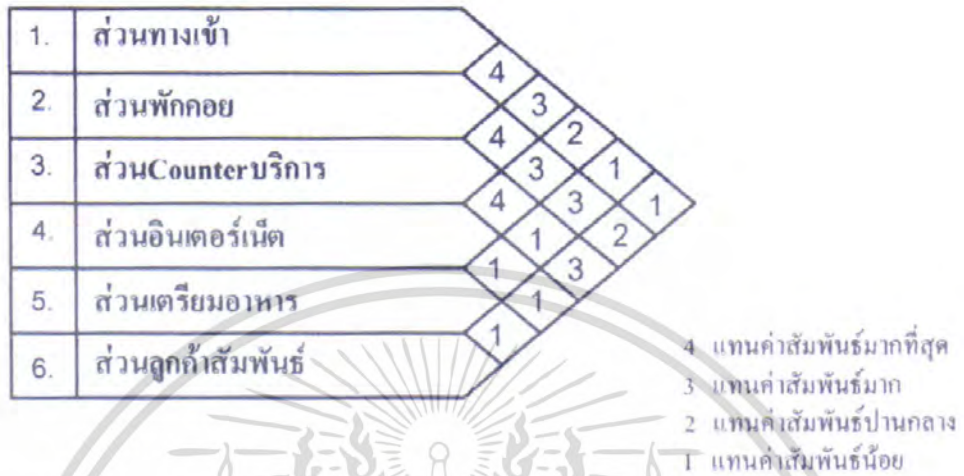 1. ส่วนทางเข้า
4
3
2. ส่วนพักคอย
2
4
3. ส่วนCounterบริการ
3
1
4
3
1
4. ส่วนอินเตอร์เน็ต
1
2
1
3
5. ส่วนเตรียมอาหาร
1
1
6. ส่วนลูกค้าสัมพันธ์
4 แทนค่าสัมพันธ์มากที่สุด
3 แทนค่าสัมพันธ์มาก
2 แทนค่าสัมพันธ์ปานกลาง
1 แทนค่าสัมพันธ์น้อย